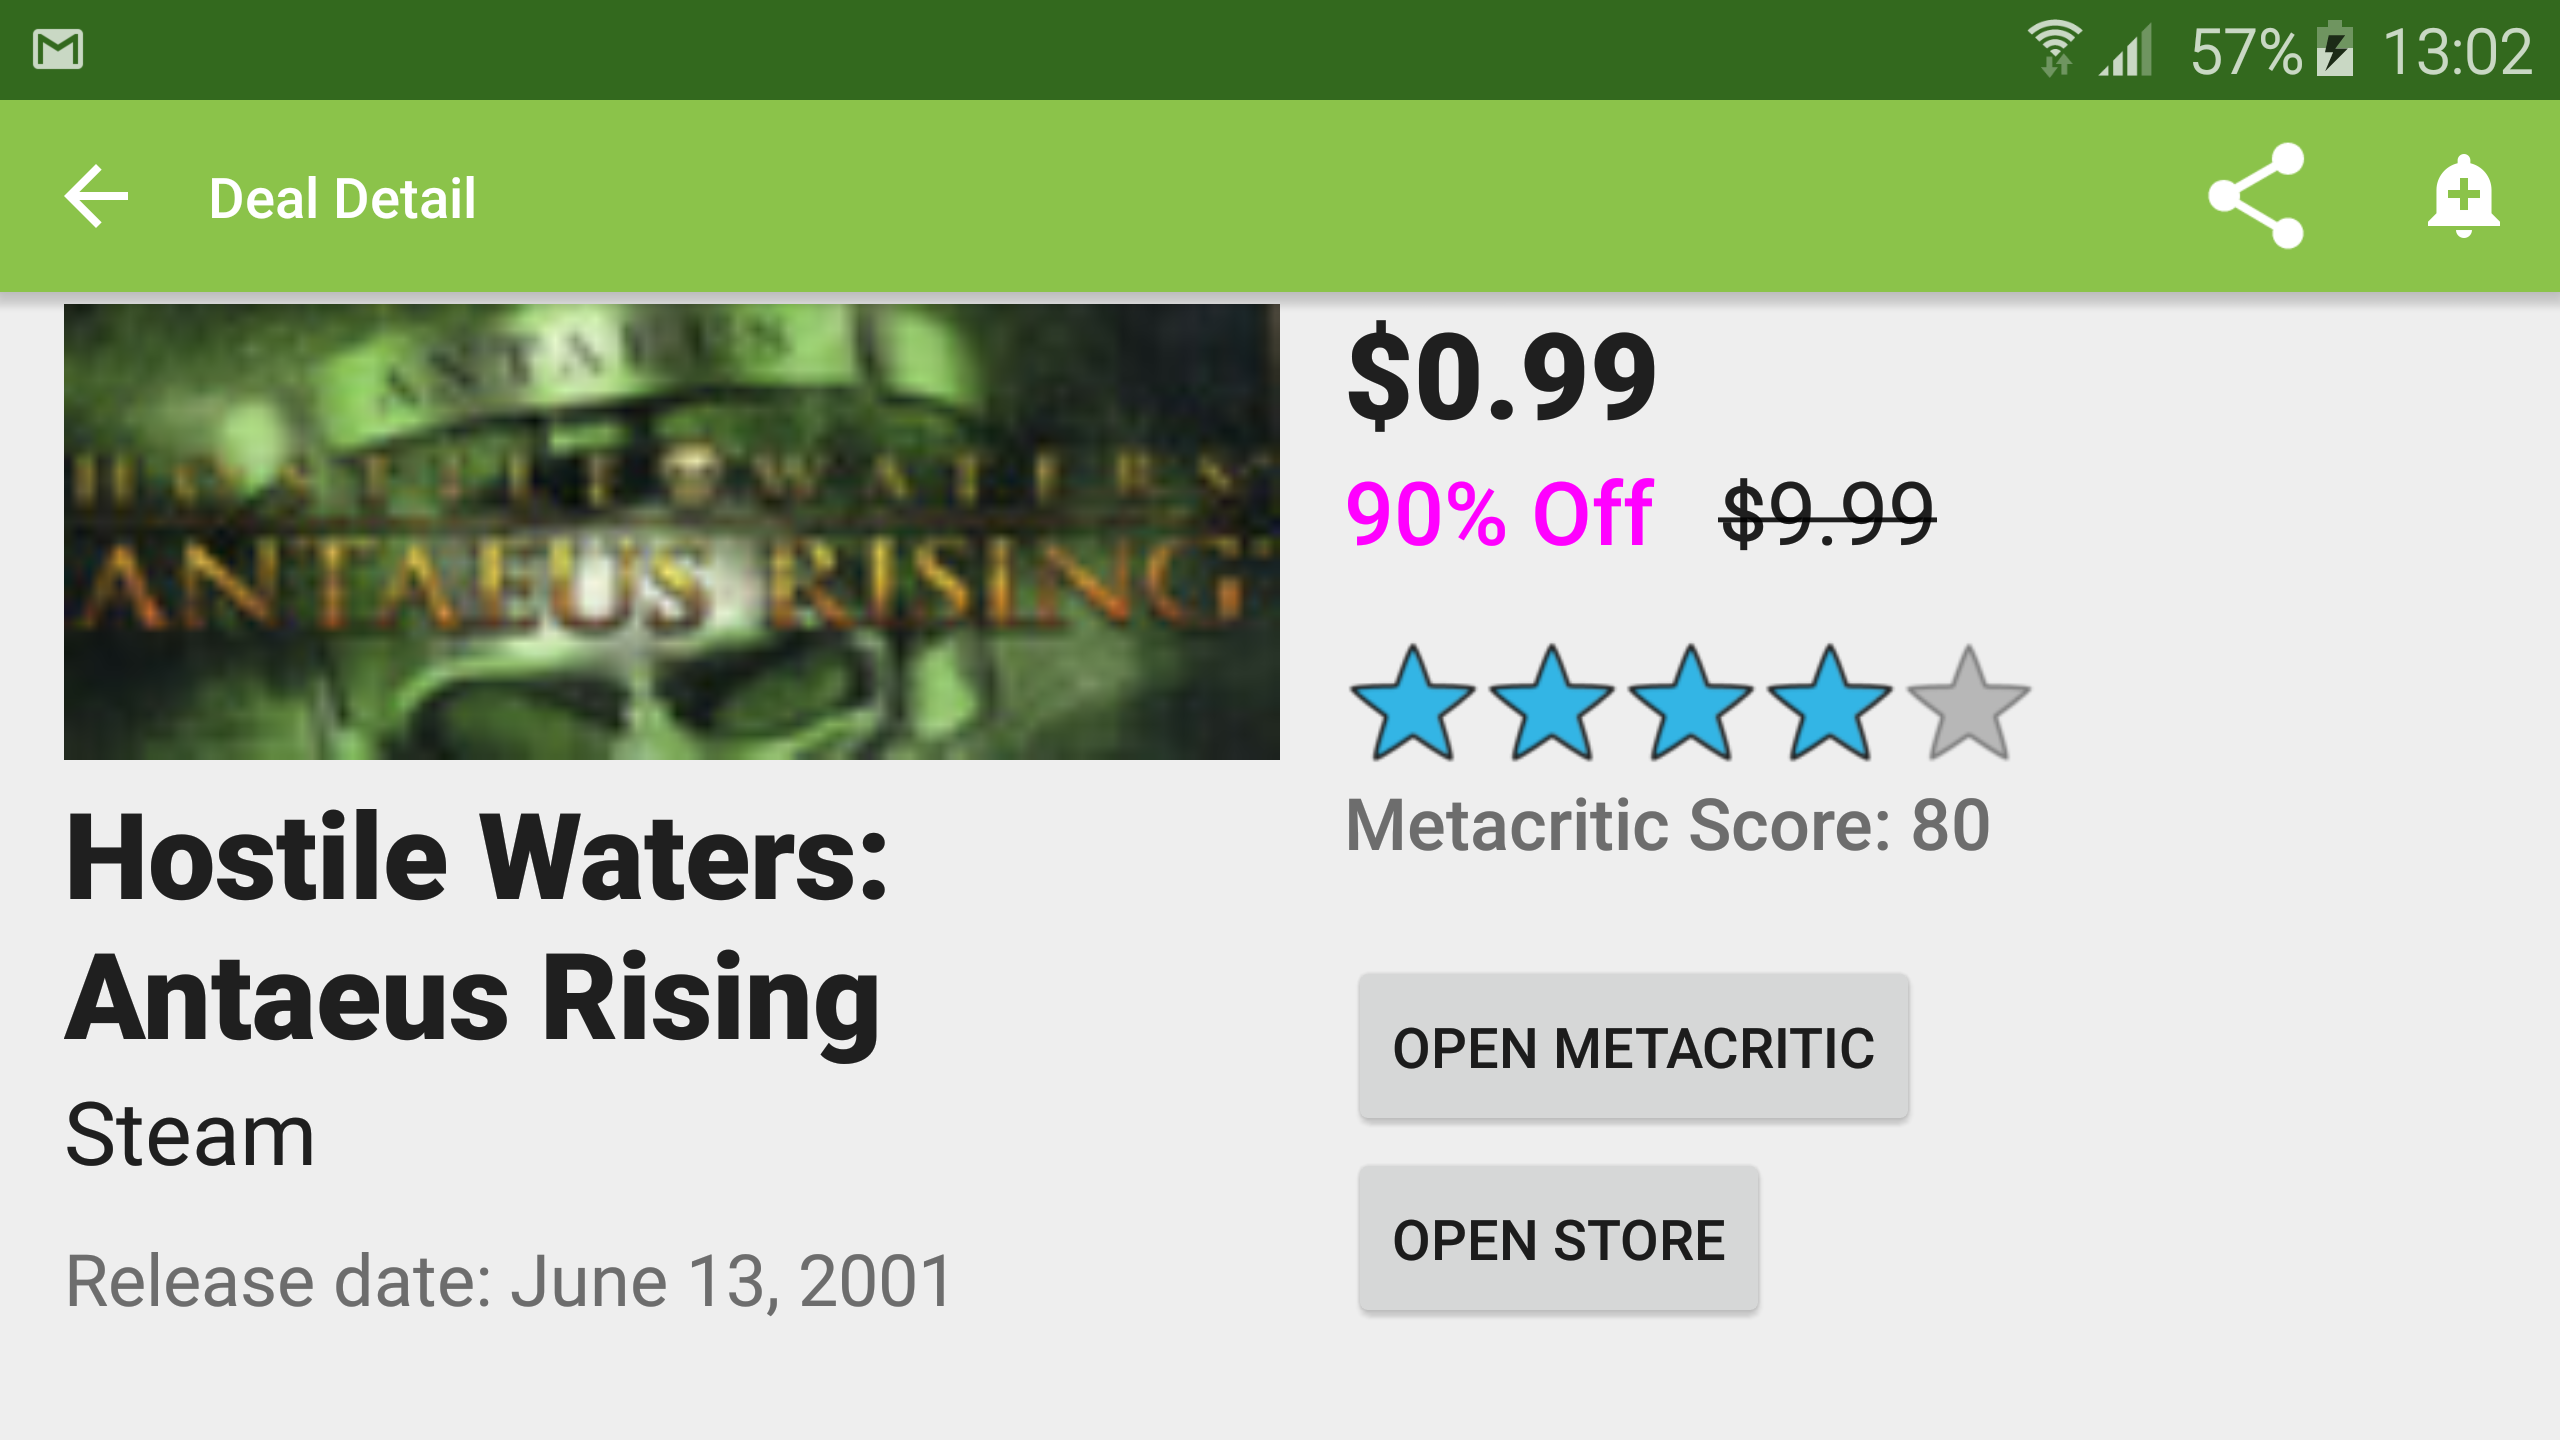 57% 13:02
Deal Detail
ANTAEUS
HOSTILE WATERS
ANTAEUS RISING
$0.99
90% Off $9.99
Metacritic Score: 80
Hostile Waters:
Antaeus Rising
Steam
Release date: June 13, 2001
OPEN METACRITIC
OPEN STORE